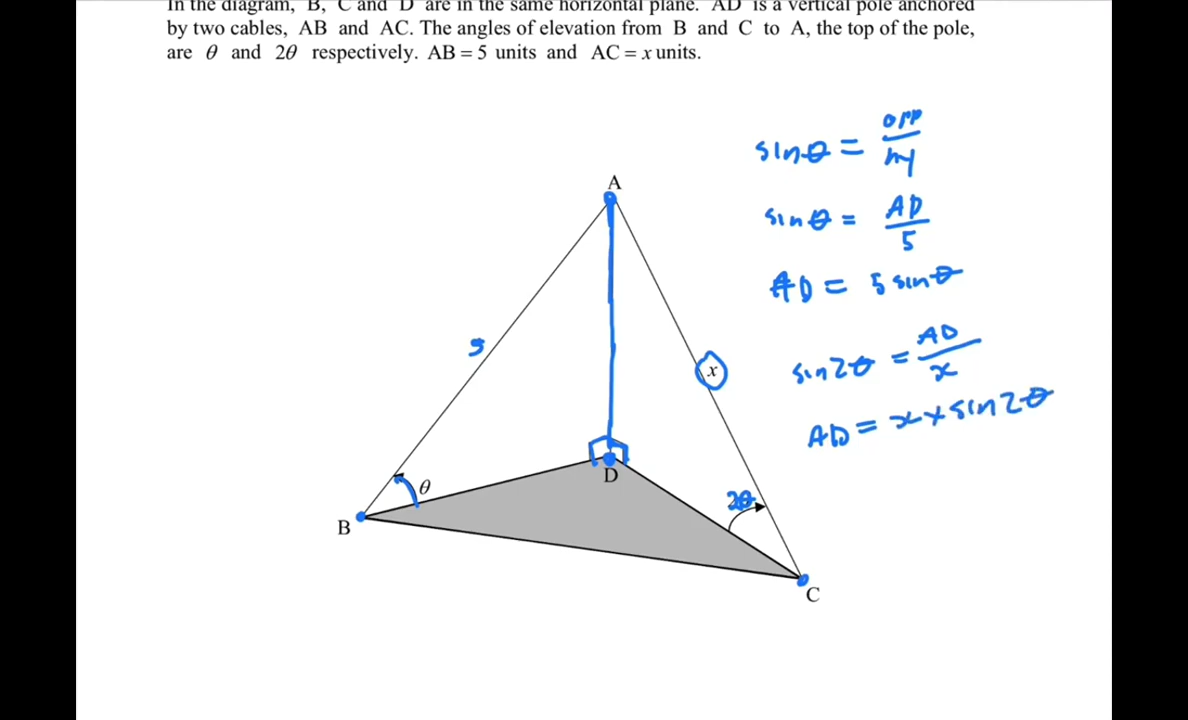 In the diagram, B, C and D are in the same horizontal plane. AD is a vertical pole anchored
by two cables, AB and AC. The angles of elevation from B and C to A, the top of the pole,
are θ and 2θ respectively. AB = 5 units and AC = x units.
sinθ = opp/hy
A
sinθ = AD/5
AD = 5 sinθ
5
x
sin2θ = AD/x
AD = x × sin2θ
D
θ
2θ
B
C